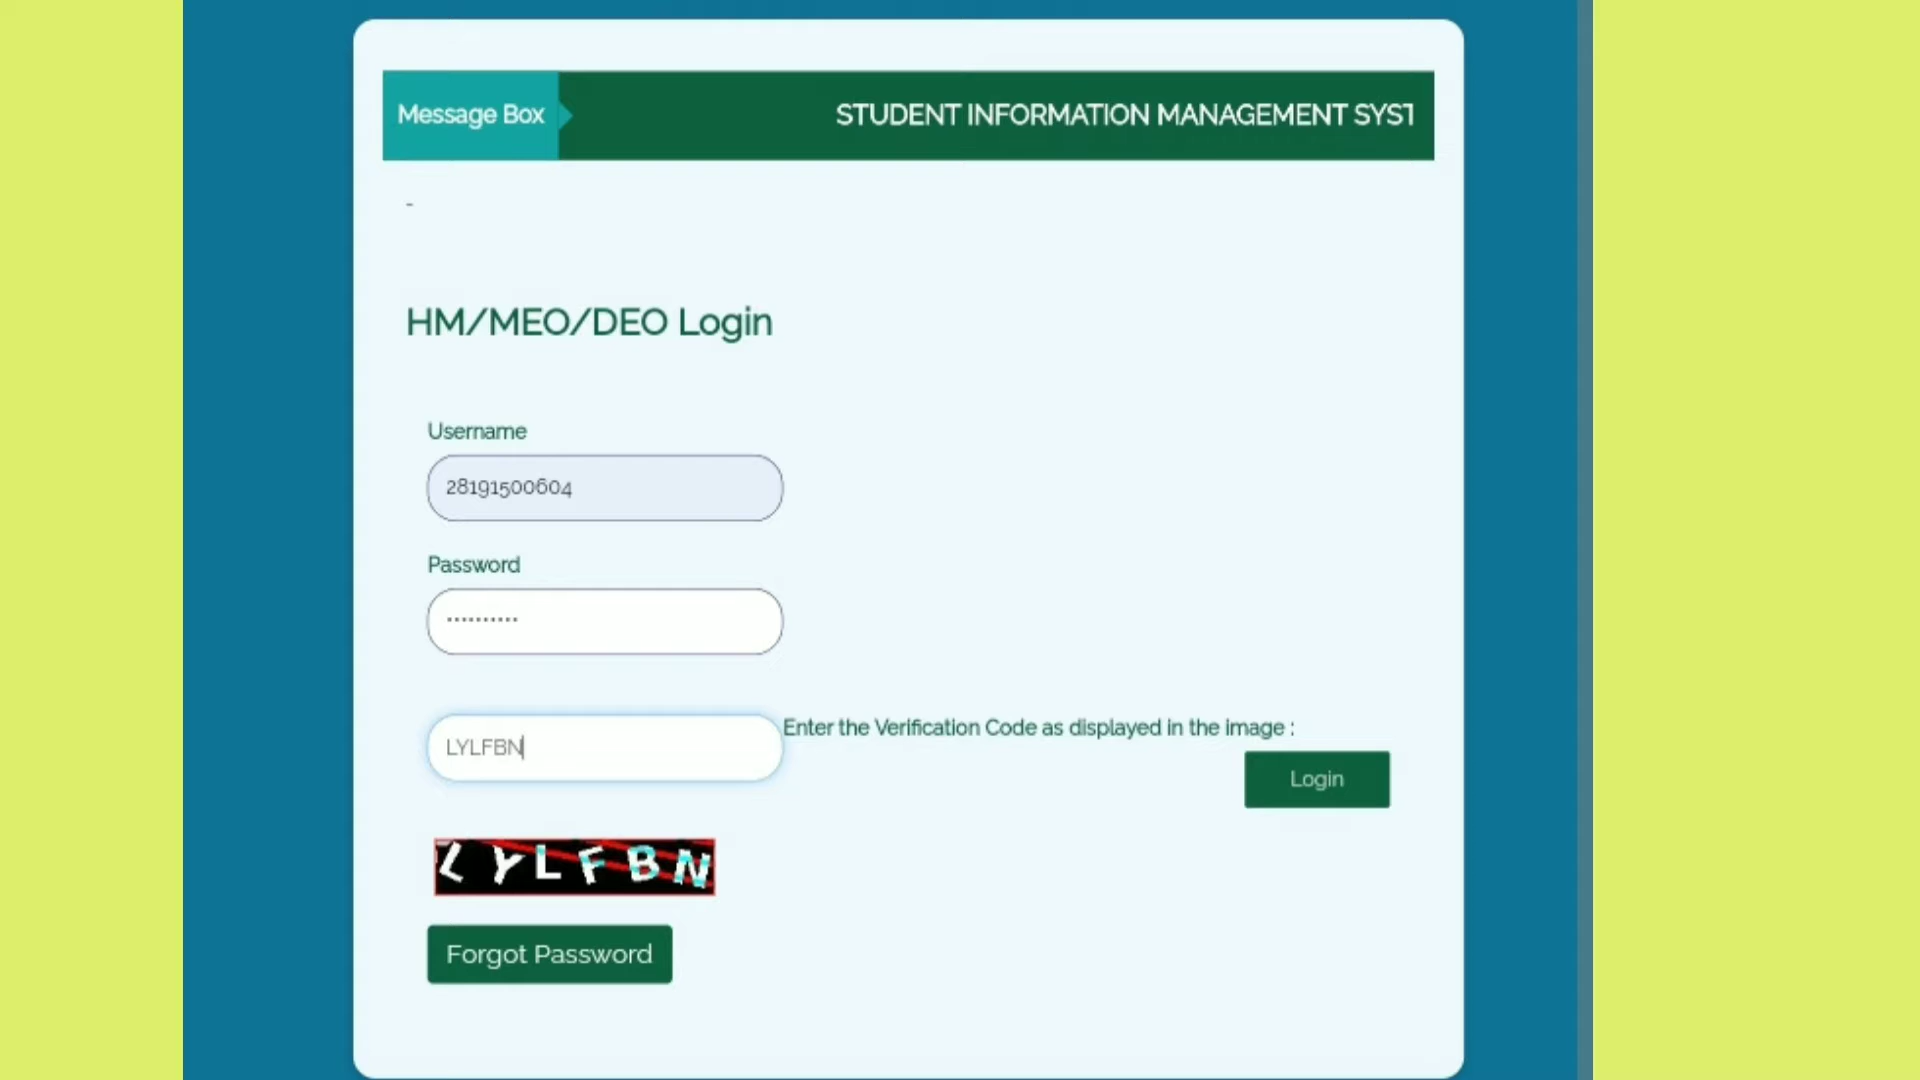 Message Box
STUDENT INFORMATION MANAGEMENT SYST
-
HM/MEO/DEO Login
Username
28191500604
Password
••••••••••
LYLFBN
Enter the Verification Code as displayed in the image :
Login
LYLFBN
Forgot Password